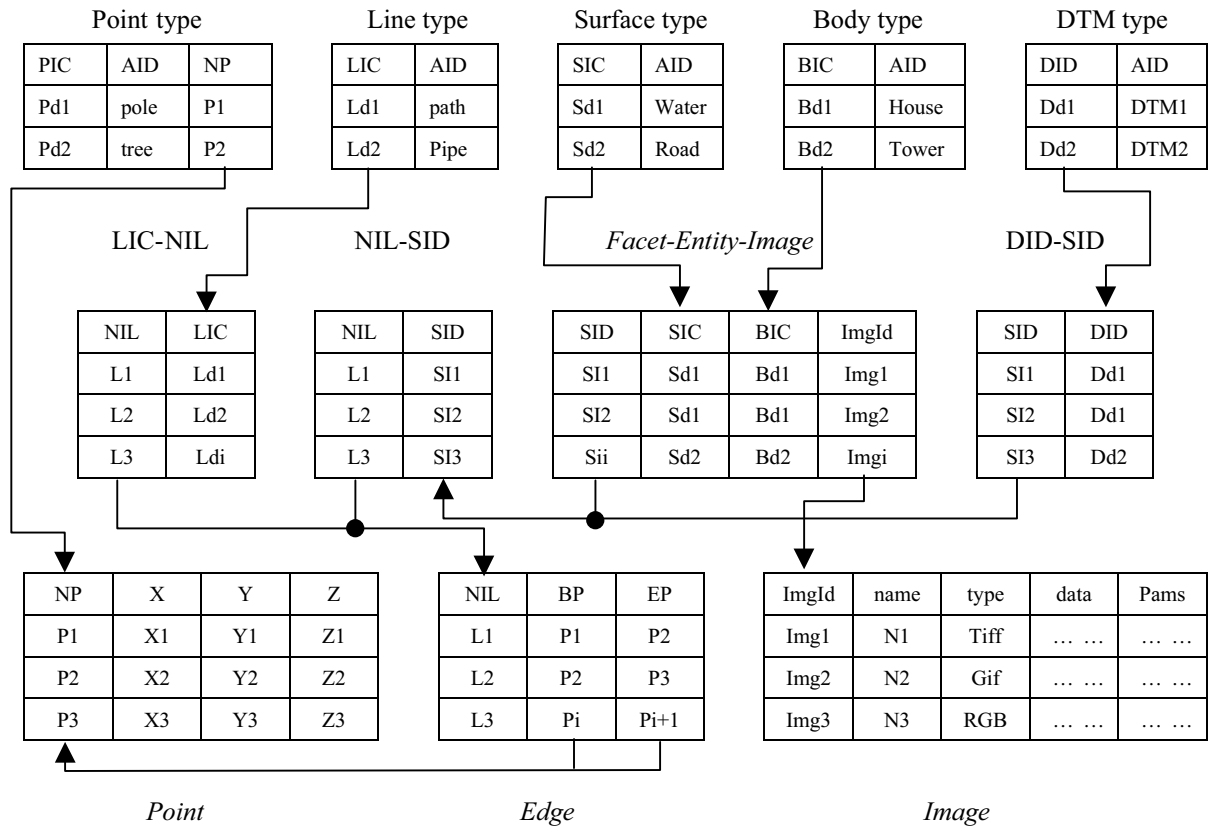 Point type Line type Surface type Body type DTM type
PIC AID NP LIC AID SIC AID BIC AID DID AID
Pd1 pole P1 Ld1 path Sd1 Water Bd1 House Dd1 DTM1
Pd2 tree P2 Ld2 Pipe Sd2 Road Bd2 Tower Dd2 DTM2
LIC-NIL NIL-SID Facet-Entity-Image DID-SID
NIL LIC NIL SID SID SIC BIC ImgId SID DID
L1 Ld1 L1 SI1 SI1 Sd1 Bd1 Img1 SI1 Dd1
L2 Ld2 L2 SI2 SI2 Sd1 Bd1 Img2 SI2 Dd1
L3 Ldi L3 SI3 Sii Sd2 Bd2 Imgi SI3 Dd2
NP X Y Z NIL BP EP ImgId name type data Pams
P1 X1 Y1 Z1 L1 P1 P2 Img1 N1 Tiff … … … …
P2 X2 Y2 Z2 L2 P2 P3 Img2 N2 Gif … … … …
P3 X3 Y3 Z3 L3 Pi Pi+1 Img3 N3 RGB … … … …
Point Edge Image